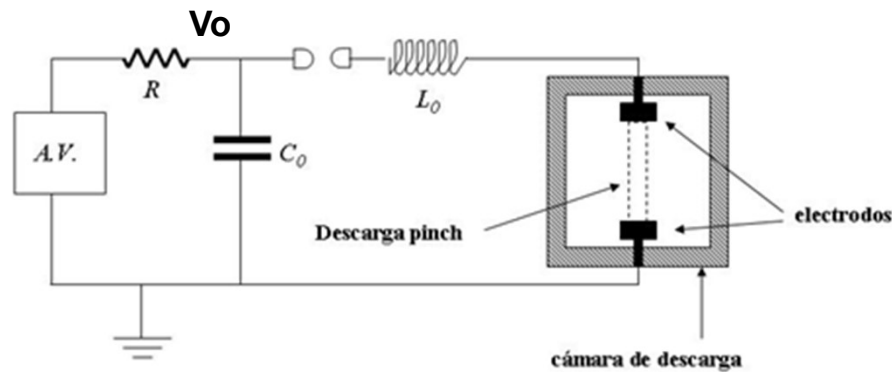 Vo
R
L0
A.V.
C0
Descarga pinch
electrodos
cámara de descarga